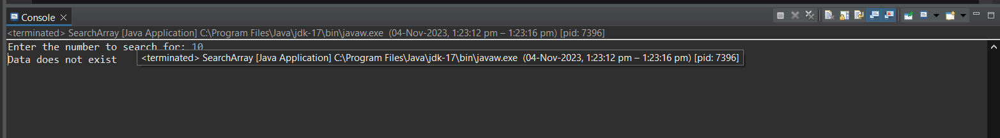 Console
<terminated> SearchArray [Java Application] C:\Program Files\Java\jdk-17\bin\javaw.exe (04-Nov-2023, 1:23:12 pm – 1:23:16 pm) [pid: 7396]
Enter the number to search for: 10
Data does not exist
<terminated> SearchArray [Java Application] C:\Program Files\Java\jdk-17\bin\javaw.exe (04-Nov-2023, 1:23:12 pm – 1:23:16 pm) [pid: 7396]